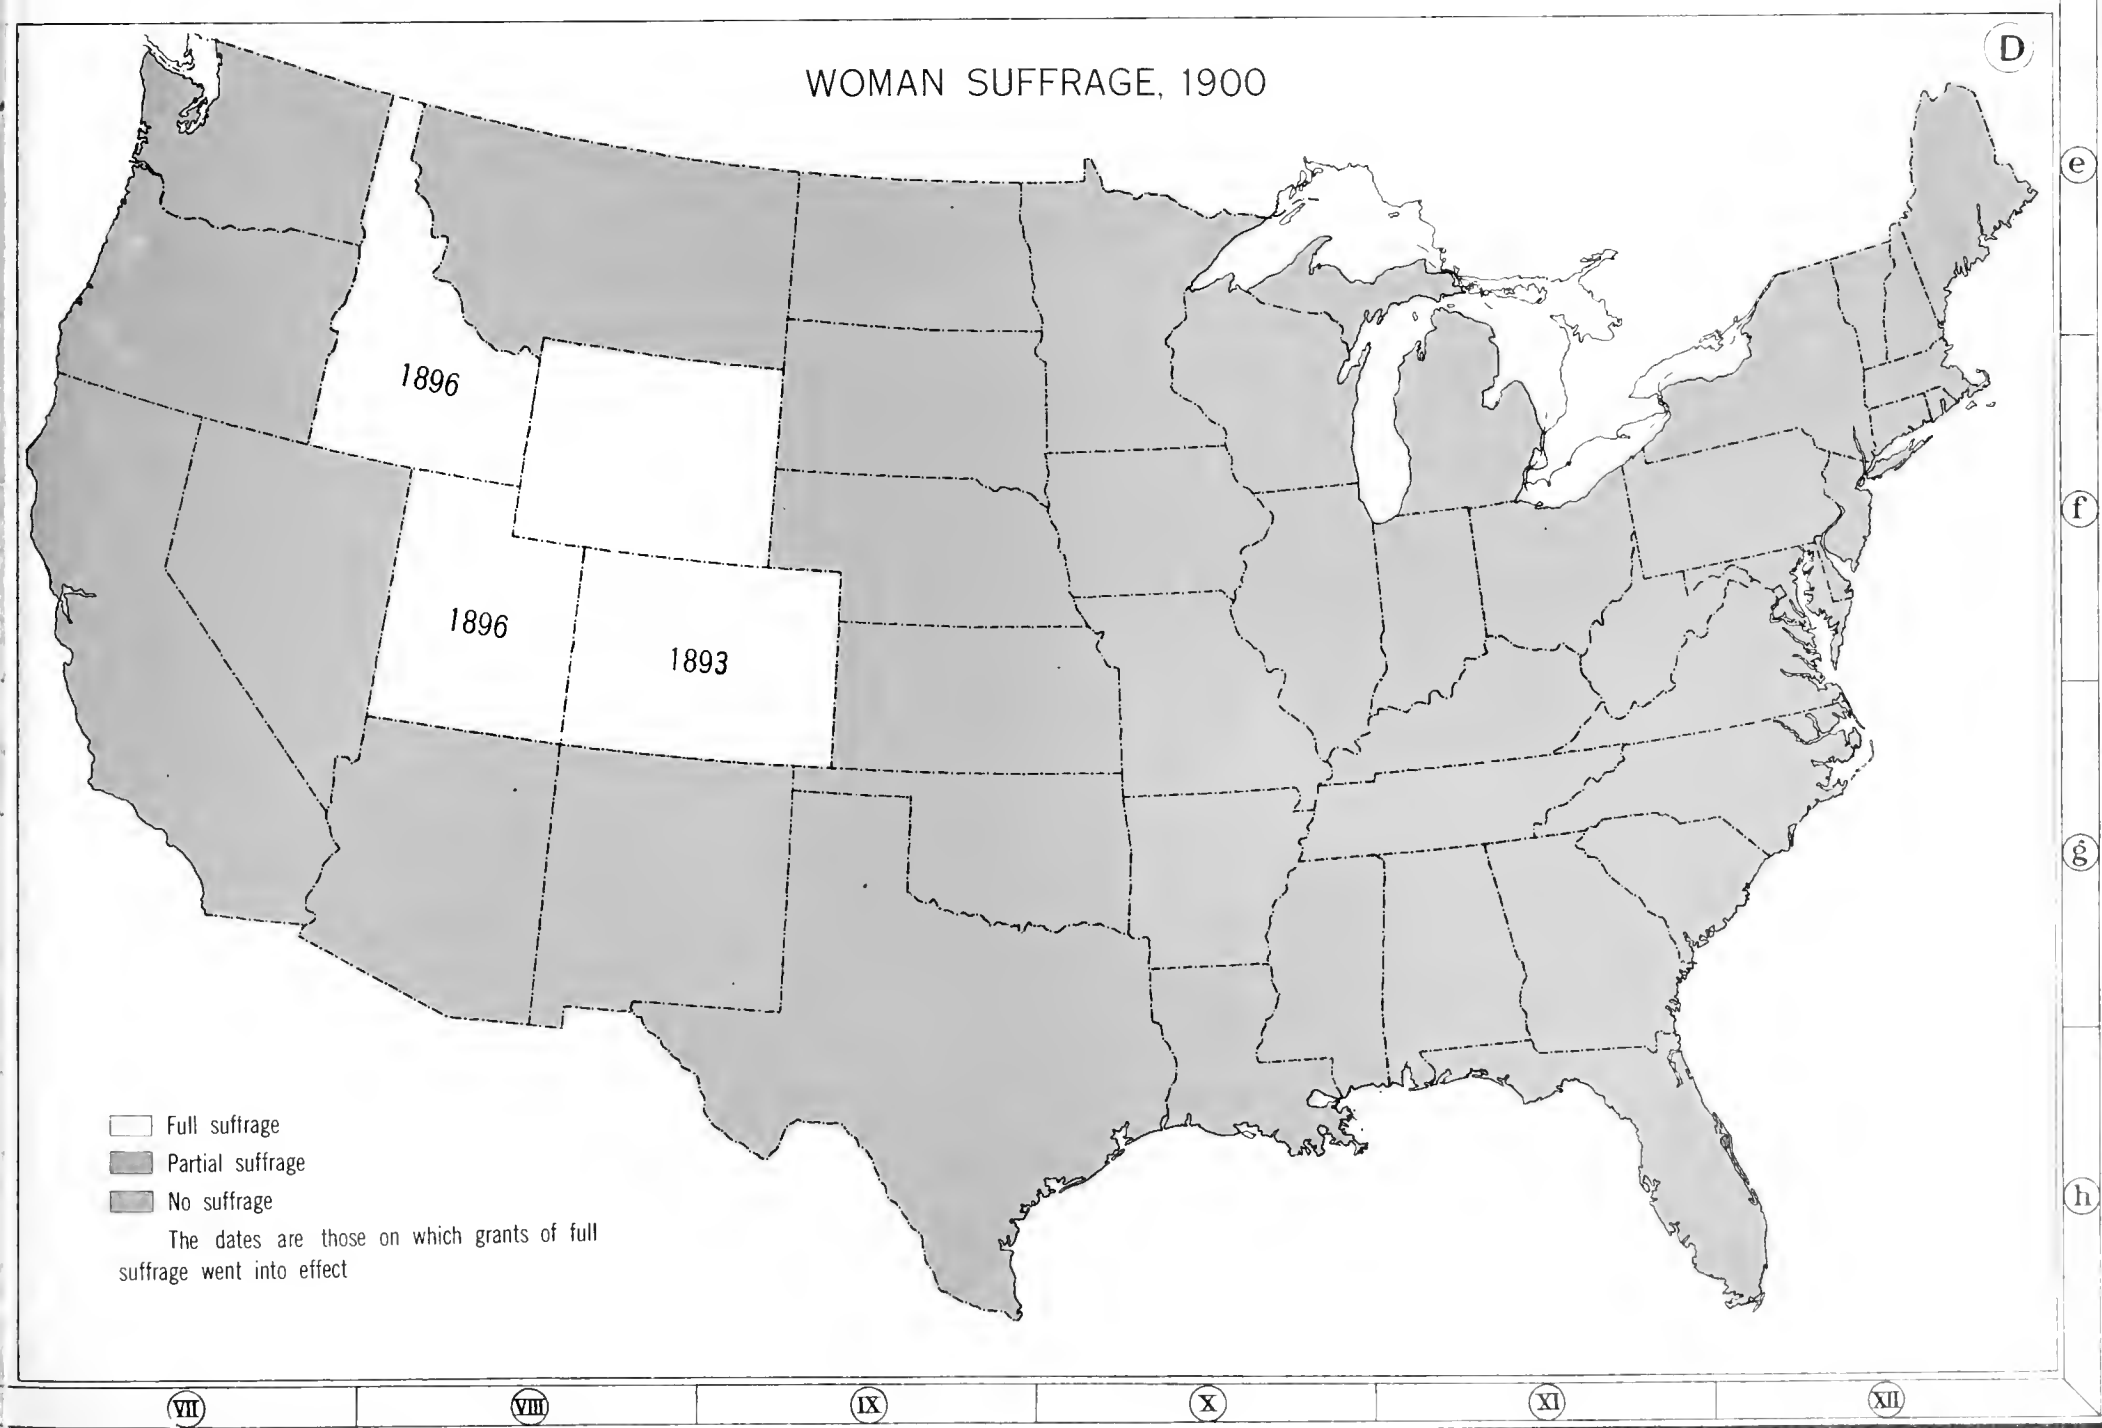 D
WOMAN SUFFRAGE, 1900
e
1896
f
1896
1893
g
Full suffrage
Partial suffrage
No suffrage
The dates are those on which grants of full
suffrage went into effect
h
VII
VIII
IX
X
XI
XII